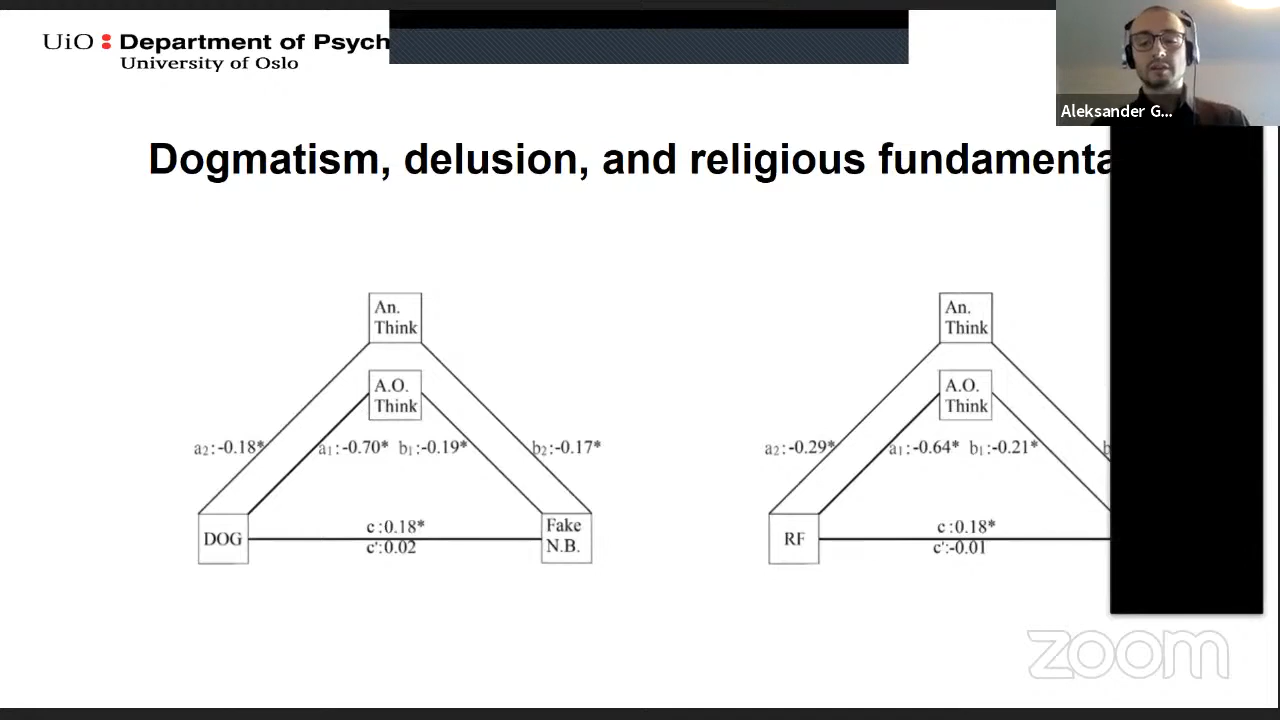 UiO : Department of Psych
University of Oslo
Aleksander G...
Dogmatism, delusion, and religious fundamenta
An.
Think
A.O.
Think
a₂:-0.18* a₁:-0.70* b₁:-0.19* b₂:-0.17*
DOG
c :0.18*
c':0.02
Fake
N.B.
An.
Think
A.O.
Think
a₂:-0.29* a₁:-0.64* b₁:-0.21* b
RF
c :0.18*
c':-0.01
zoom